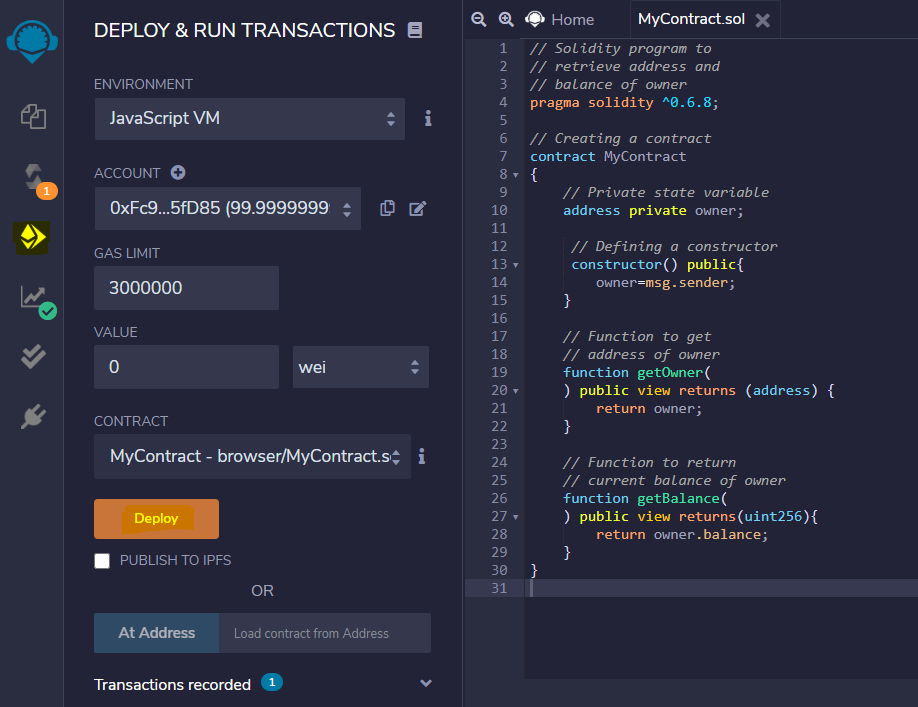 DEPLOY & RUN TRANSACTIONS
ENVIRONMENT
JavaScript VM
ACCOUNT
0xFc9...5fD85 (99.9999999
GAS LIMIT
3000000
VALUE
0
wei
CONTRACT
MyContract - browser/MyContract.s
Deploy
PUBLISH TO IPFS
OR
At Address
Load contract from Address
Transactions recorded 1
1
Home
MyContract.sol
1 // Solidity program to
2 // retrieve address and
3 // balance of owner
4 pragma solidity ^0.6.8;
5
6 // Creating a contract
7 contract MyContract
8 {
9 // Private state variable
10 address private owner;
11
12 // Defining a constructor
13 constructor() public{
14 owner=msg.sender;
15 }
16
17 // Function to get
18 // address of owner
19 function getOwner(
20 ) public view returns (address) {
21 return owner;
22 }
23
24 // Function to return
25 // current balance of owner
26 function getBalance(
27 ) public view returns(uint256){
28 return owner.balance;
29 }
30 }
31